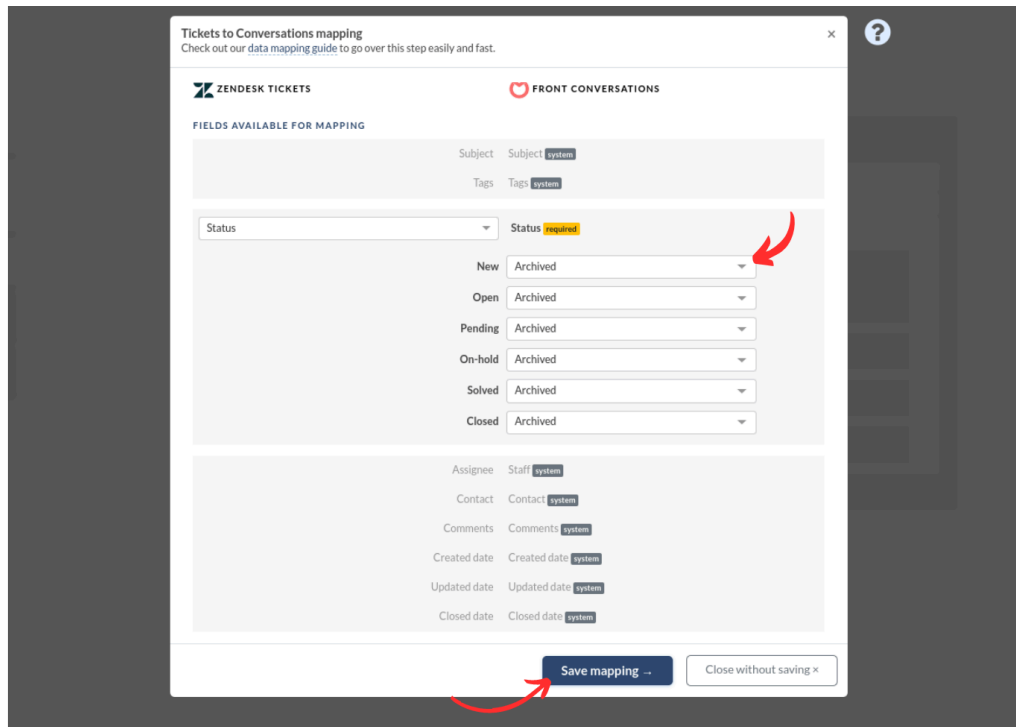 Tickets to Conversations mapping ×
Check out our data mapping guide to go over this step easily and fast.
?
ZENDESK TICKETS FRONT CONVERSATIONS
FIELDS AVAILABLE FOR MAPPING
Subject Subject system
Tags Tags system
Status Status required
New Archived
Open Archived
Pending Archived
On-hold Archived
Solved Archived
Closed Archived
Assignee Staff system
Contact Contact system
Comments Comments system
Created date Created date system
Updated date Updated date system
Closed date Closed date system
Save mapping → Close without saving ×